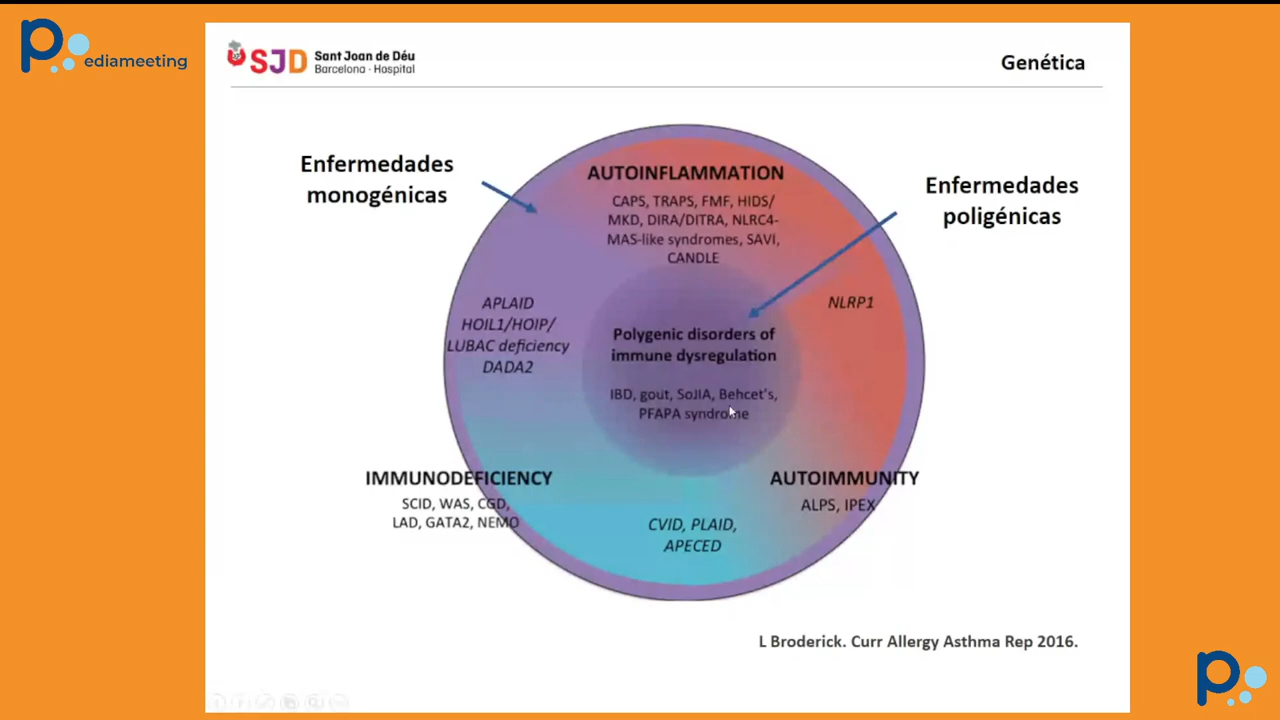 Pediameeting
SJD Sant Joan de Déu
Barcelona · Hospital
Genética
Enfermedades
monogénicas
Enfermedades
poligénicas
AUTOINFLAMMATION
CAPS, TRAPS, FMF, HIDS/
MKD, DIRA/DITRA, NLRC4-
MAS-like syndromes, SAVI,
CANDLE
APLAID
HOIL1/HOIP/
LUBAC deficiency
DADA2
NLRP1
Polygenic disorders of
immune dysregulation
IBD, gout, SoJIA, Behcet's,
PFAPA syndrome
IMMUNODEFICIENCY
SCID, WAS, CGD,
LAD, GATA2, NEMO
AUTOIMMUNITY
ALPS, IPEX
CVID, PLAID,
APECED
L Broderick. Curr Allergy Asthma Rep 2016.
P